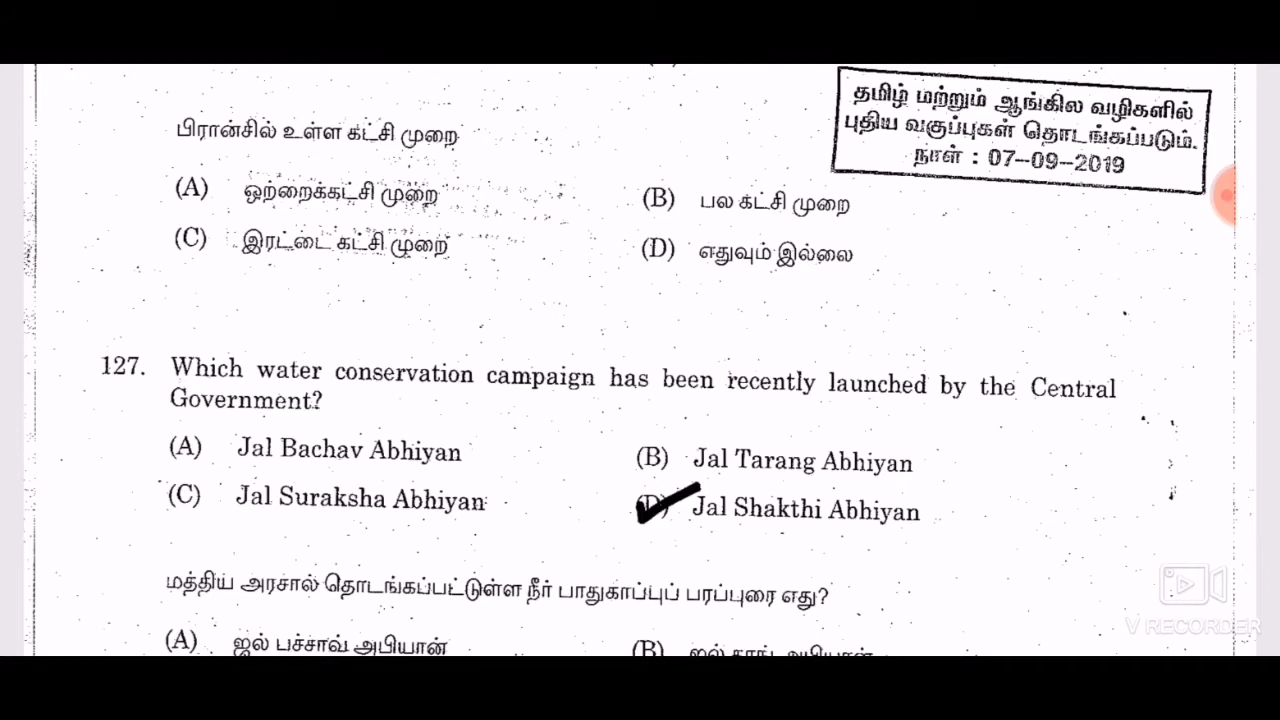 தமிழ் மற்றும் ஆங்கில வழிகளில்
புதிய வகுப்புகள் தொடங்கப்படும்.
நாள் : 07-09-2019
பிரான்சில் உள்ள கட்சி முறை
(A) ஒற்றைக்கட்சி முறை (B) பல கட்சி முறை
(C) இரட்டை கட்சி முறை (D) எதுவும் இல்லை
127. Which water conservation campaign has been recently launched by the Central
Government?
(A) Jal Bachav Abhiyan (B) Jal Tarang Abhiyan
(C) Jal Suraksha Abhiyan (D) Jal Shakthi Abhiyan
மத்திய அரசால் தொடங்கப்பட்டுள்ள நீர் பாதுகாப்புப் பரப்புரை எது?
(A) ஜல் பச்சாவ் அபியான் (B)
V RECORDER